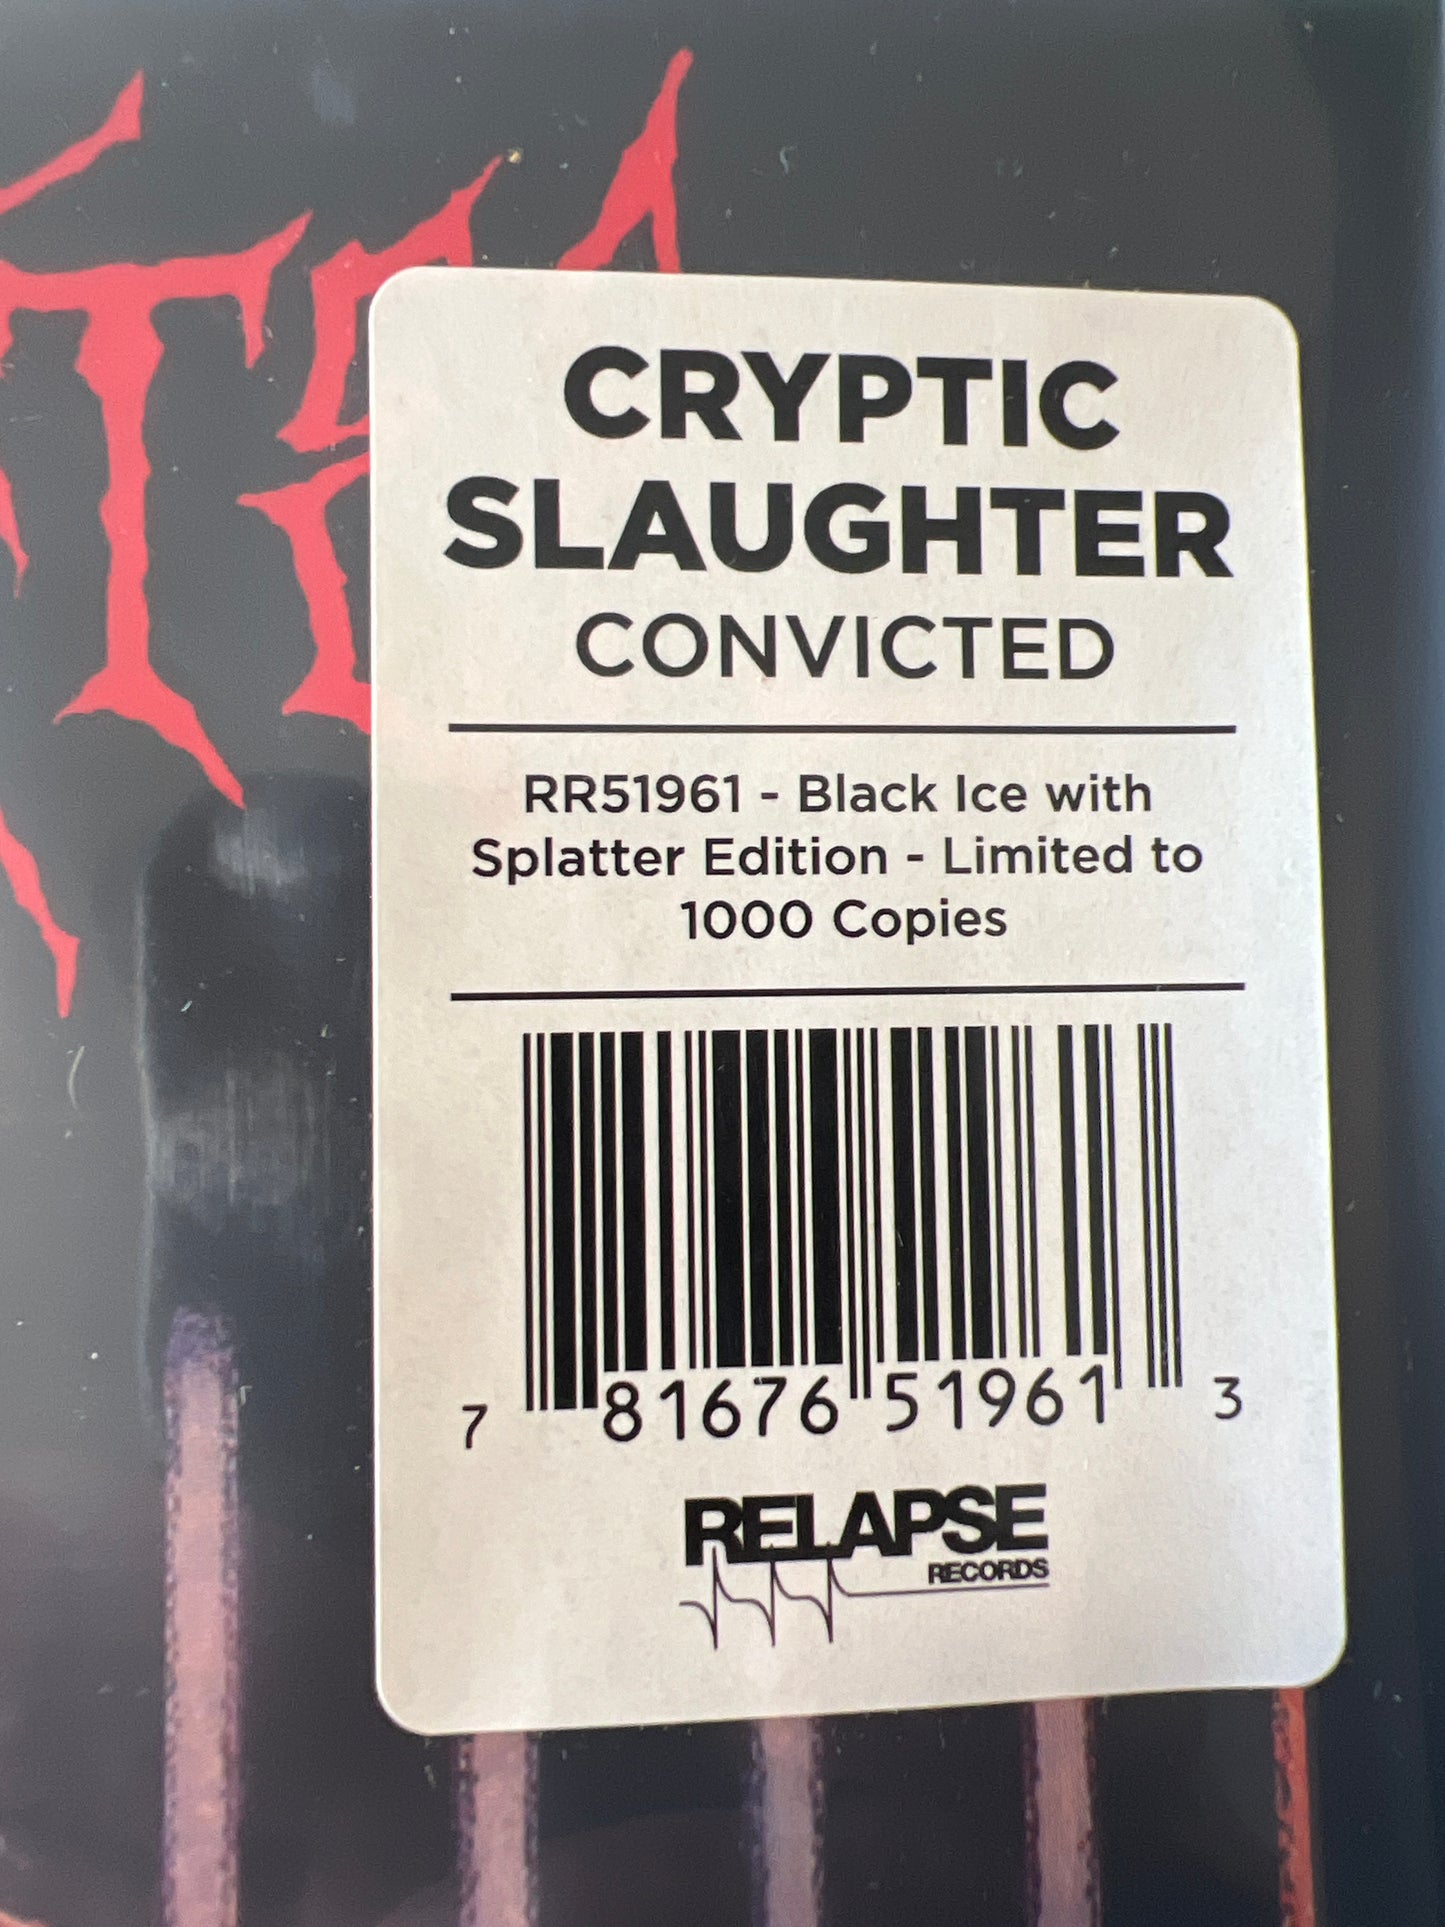 CRYPTIC
SLAUGHTER
CONVICTED
RR51961 - Black Ice with
Splatter Edition - Limited to
1000 Copies
7 81676 51961 3
RELAPSE
RECORDS